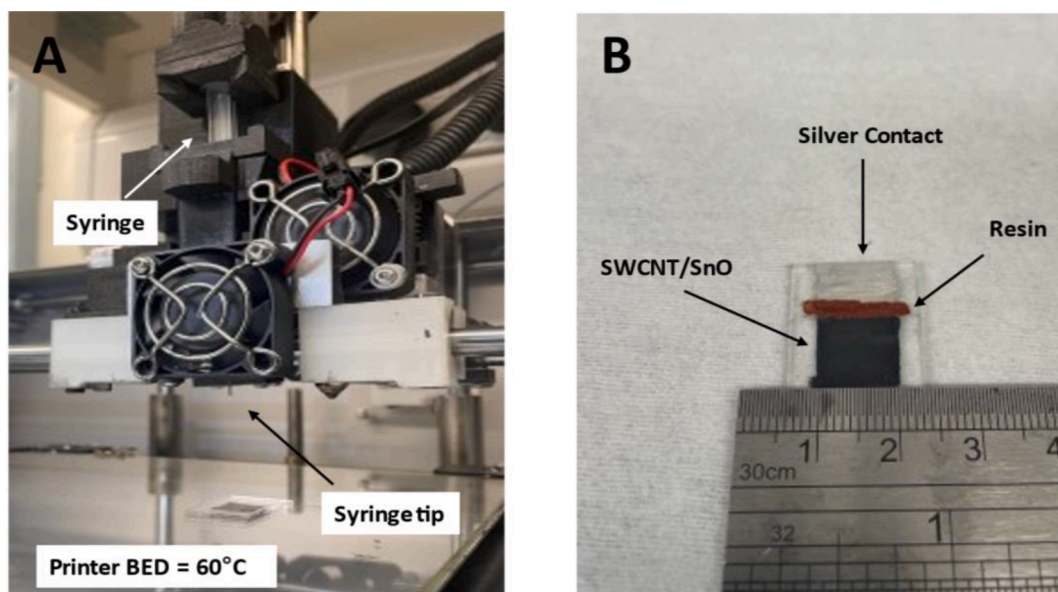 A
Syringe
Syringe tip
Printer BED = 60°C
B
Silver Contact
Resin
SWCNT/SnO
1 2 3 4
30cm
32 1